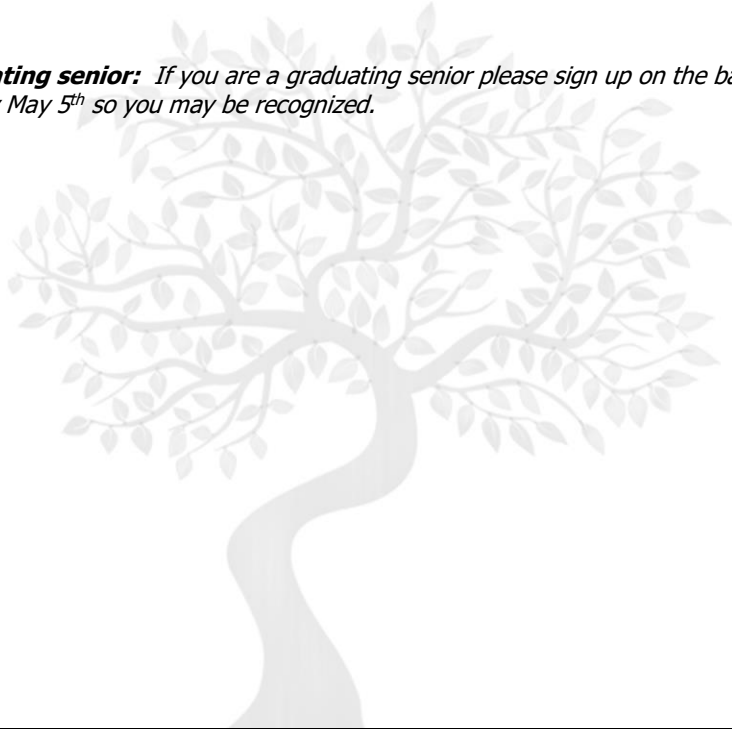 ating senior: If you are a graduating senior please sign up on the ba
May 5th so you may be recognized.